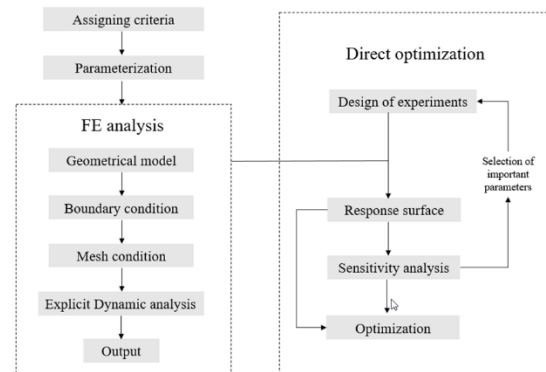 Assigning criteria
Parameterization
FE analysis
Geometrical model
Boundary condition
Mesh condition
Explicit Dynamic analysis
Output
Direct optimization
Design of experiments
Selection of
important
parameters
Response surface
Sensitivity analysis
Optimization